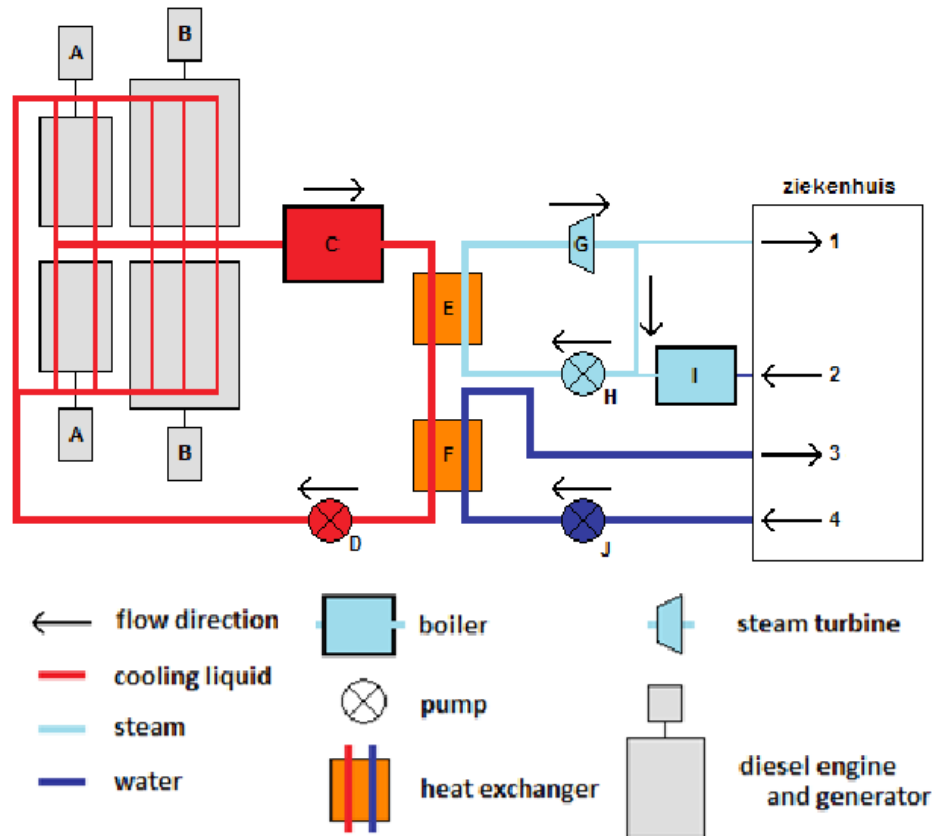 A
B
ziekenhuis
C
G
1
E
I
2
H
A
B
F
3
4
D
J
flow direction
boiler
steam turbine
cooling liquid
pump
steam
heat exchanger
diesel engine
and generator
water